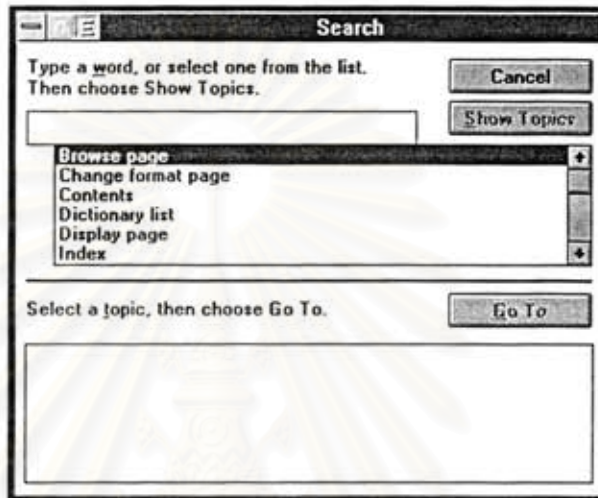 Search
Type a word, or select one from the list.
Then choose Show Topics.
Cancel
Show Topics
Browse page
Change format page
Contents
Dictionary list
Display page
Index
Select a topic, then choose Go To.
Go To